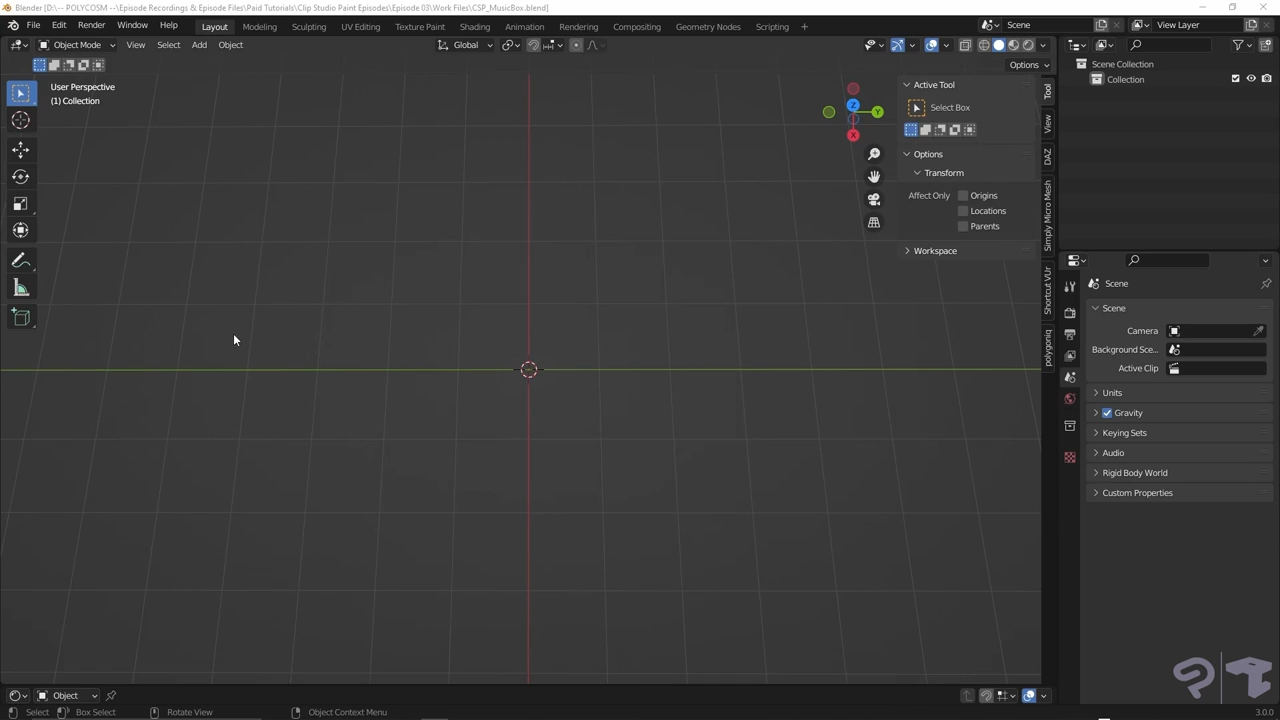 Blender [D:\-- POLYCOSM --\Episode Recordings & Episode Files\Paid Tutorials\Clip Studio Paint Episodes\Episode 03\Work Files\CSP_MusicBox.blend]
File Edit Render Window Help Layout Modeling Sculpting UV Editing Texture Paint Shading Animation Rendering Compositing Geometry Nodes Scripting + Scene View Layer
Object Mode View Select Add Object Global
Options
User Perspective
(1) Collection
Z
Y
X
Active Tool
Select Box
Options
Transform
Affect Only Origins
Locations
Parents
Workspace
Tool
View
DAZ
Simply Micro Mesh
Shortcut VUr
polygoniq
Scene Collection
Collection
Scene
Scene
Camera
Background Sce...
Active Clip
Units
Gravity
Keying Sets
Audio
Rigid Body World
Custom Properties
Object
Select Box Select Rotate View Object Context Menu 3.0.0